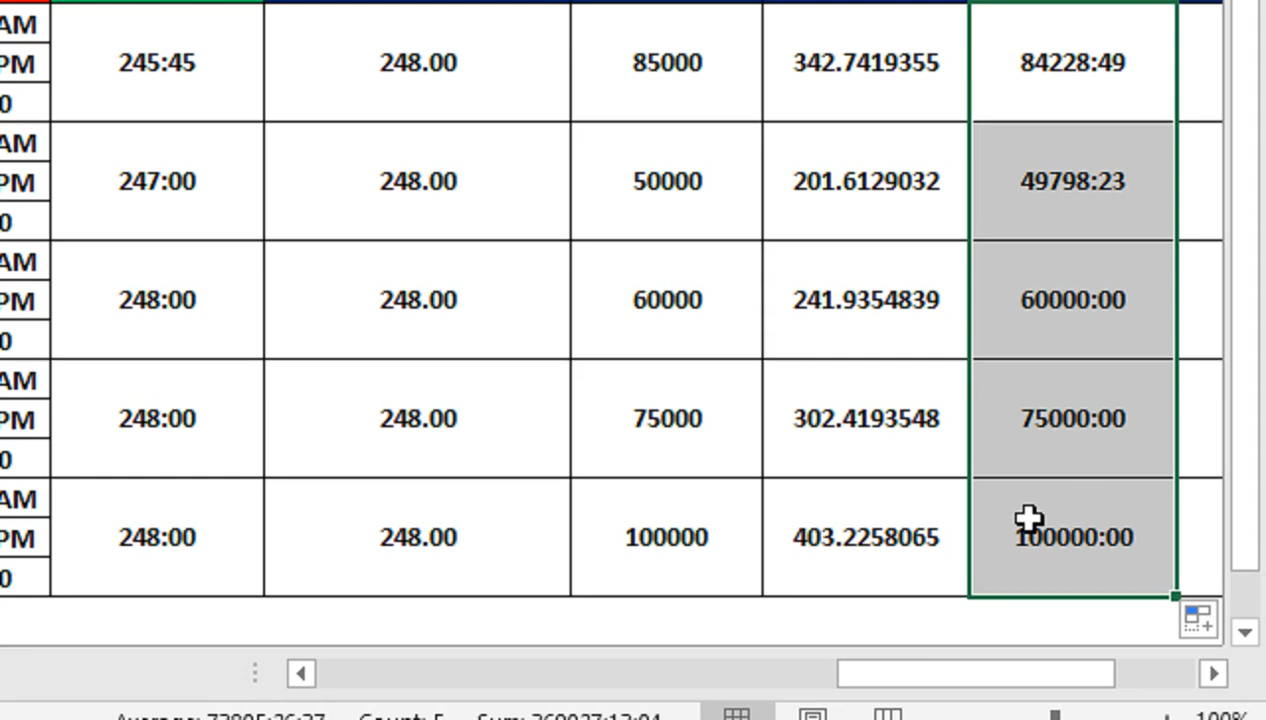 AM
245:45 248.00 85000 342.7419355 84228:49
PM
0
AM
247:00 248.00 50000 201.6129032 49798:23
PM
0
AM
248:00 248.00 60000 241.9354839 60000:00
PM
0
AM
248:00 248.00 75000 302.4193548 75000:00
PM
0
AM
248:00 248.00 100000 403.2258065 100000:00
PM
0
Count: 5 100%